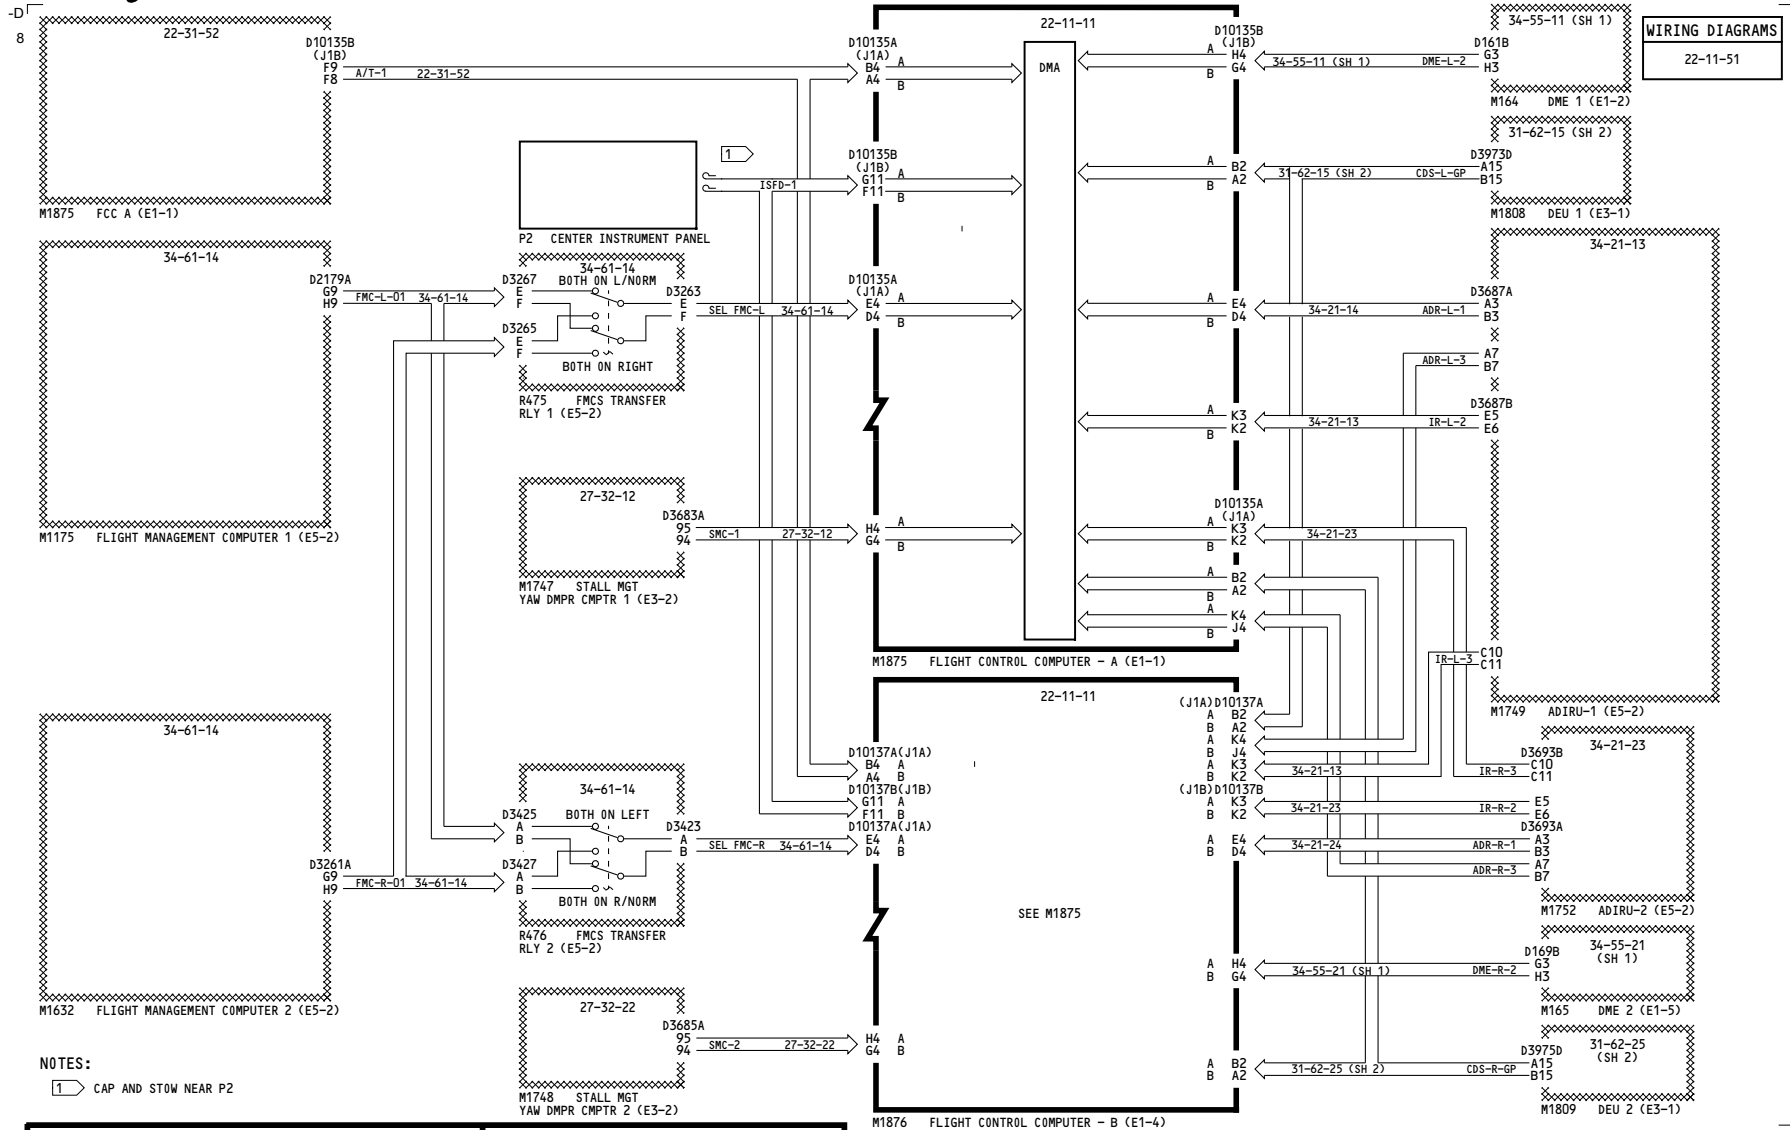 -D
8
22-31-52
D10135B
(J1B)
F9
F8
A/T-1 22-31-52
M1875 FCC A (E1-1)
34-61-14
D2179A
G9
H9
FMC-L-01 34-61-14
M1175 FLIGHT MANAGEMENT COMPUTER 1 (E5-2)
34-61-14
D3261A
G9
H9
FMC-R-01 34-61-14
M1632 FLIGHT MANAGEMENT COMPUTER 2 (E5-2)
NOTES:
1 CAP AND STOW NEAR P2
1
ISFD-1
P2 CENTER INSTRUMENT PANEL
34-61-14
BOTH ON L/NORM
D3267
E
F
D3265
E
F
D3263
E
F
BOTH ON RIGHT
SEL FMC-L 34-61-14
R475 FMCS TRANSFER
RLY 1 (E5-2)
27-32-12
D3683A
95
94
SMC-1 27-32-12
M1747 STALL MGT
YAW DMPR CMPTR 1 (E3-2)
34-61-14
BOTH ON LEFT
D3425
A
B
D3427
A
B
D3423
A
B
BOTH ON R/NORM
SEL FMC-R 34-61-14
R476 FMCS TRANSFER
RLY 2 (E5-2)
27-32-22
D3685A
95
94
SMC-2 27-32-22
M1748 STALL MGT
YAW DMPR CMPTR 2 (E3-2)
22-11-11
DMA
D10135A
(J1A)
B4 A
A4 B
D10135B
(J1B)
G11 A
F11 B
D10135A
(J1A)
E4 A
D4 B
H4 A
G4 B
D10135B
(J1B)
A H4
B G4
A B2
B A2
A E4
B D4
A K3
B K2
D10135A
(J1A)
A K3
B K2
A B2
B A2
A K4
B J4
M1875 FLIGHT CONTROL COMPUTER - A (E1-1)
22-11-11
D10137A(J1A)
B4 A
A4 B
D10137B(J1B)
G11 A
F11 B
D10137A(J1A)
E4 A
D4 B
H4 A
G4 B
SEE M1875
(J1A)D10137A
A B2
B A2
A K4
B J4
A K3
B K2
(J1B)D10137B
A K3
B K2
A E4
B D4
A H4
B G4
A B2
B A2
M1876 FLIGHT CONTROL COMPUTER - B (E1-4)
34-55-11 (SH 1) DME-L-2
31-62-15 (SH 2) CDS-L-GP
34-21-14 ADR-L-1
ADR-L-3
34-21-13 IR-L-2
34-21-23
IR-L-3
34-21-13 IR-R-3
34-21-23 IR-R-2
34-21-24 ADR-R-1
ADR-R-3
34-55-21 (SH 1) DME-R-2
31-62-25 (SH 2) CDS-R-GP
34-55-11 (SH 1)
D161B
G3
H3
M164 DME 1 (E1-2)
31-62-15 (SH 2)
D3973D
A15
B15
M1808 DEU 1 (E3-1)
34-21-13
D3687A
A3
B3
A7
B7
D3687B
E5
E6
C10
C11
M1749 ADIRU-1 (E5-2)
34-21-23
D3693B
C10
C11
E5
E6
D3693A
A3
B3
A7
B7
M1752 ADIRU-2 (E5-2)
34-55-21
(SH 1)
D169B
G3
H3
M165 DME 2 (E1-5)
31-62-25
(SH 2)
D3975D
A15
B15
M1809 DEU 2 (E3-1)
WIRING DIAGRAMS
22-11-51